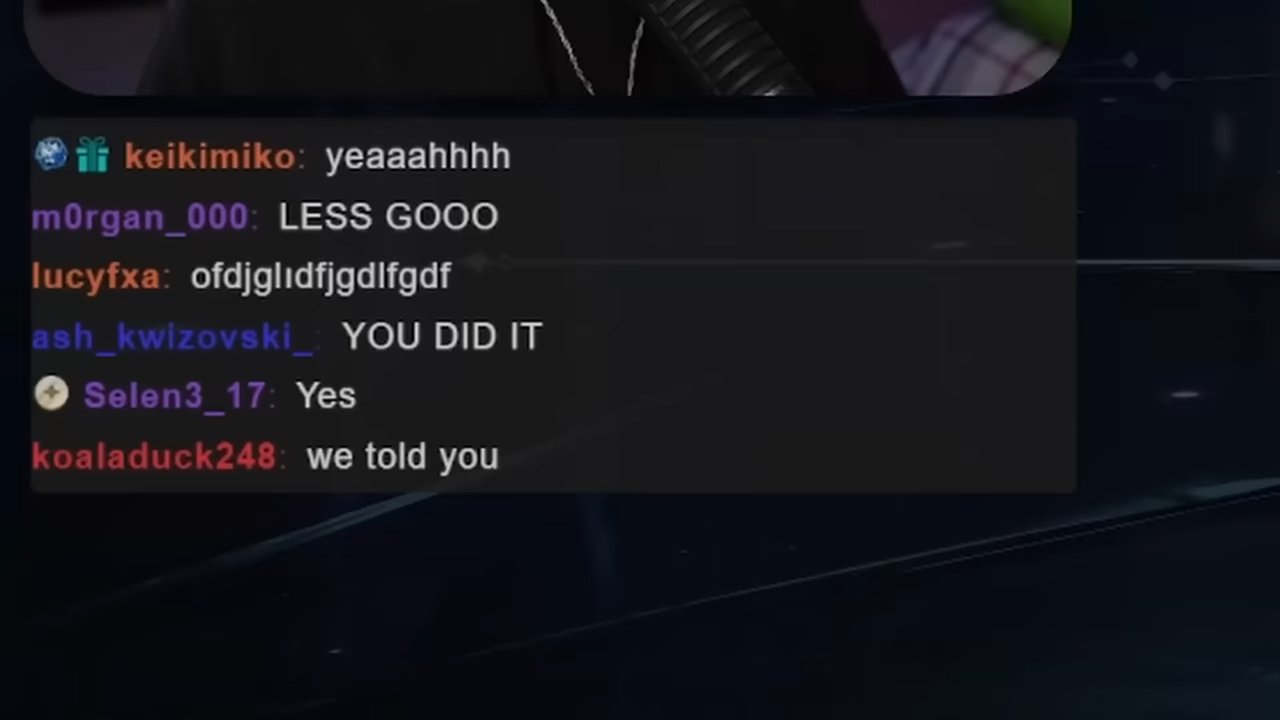 keikimiko: yeaaahhhh
m0rgan_000: LESS GOOO
lucyfxa: ofdjglıdfjgdlfgdf
ash_kwizovski_: YOU DID IT
Selen3_17: Yes
koaladuck248: we told you